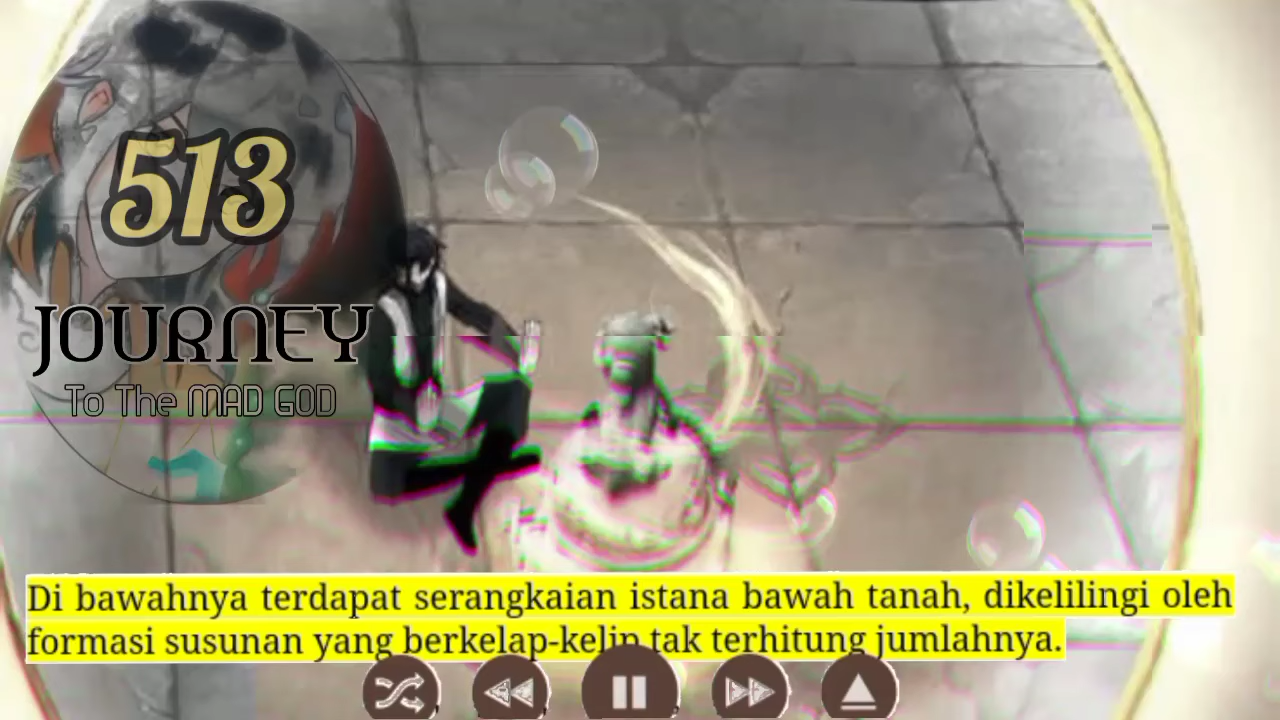 513
JOURNEY
To The MAD GOD
Di bawahnya terdapat serangkaian istana bawah tanah, dikelilingi oleh
formasi susunan yang berkelap-kelip tak terhitung jumlahnya.